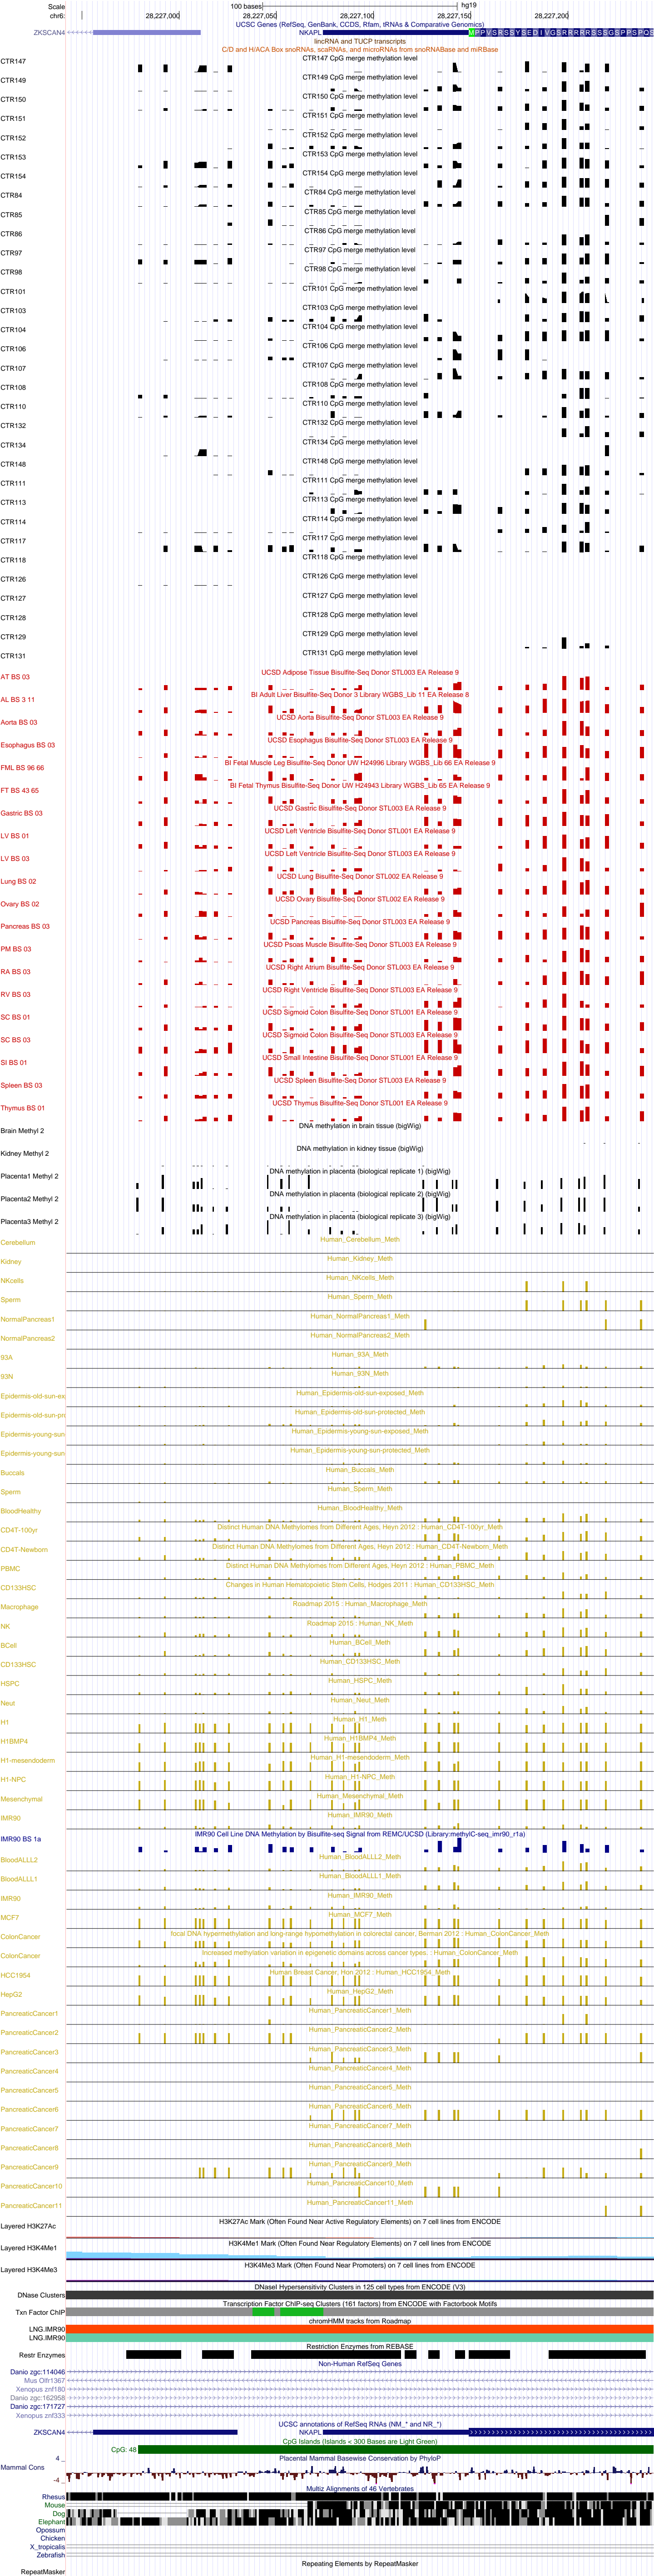 Scale 100 bases hg19
chr6: 28,227,000 28,227,050 28,227,100 28,227,150 28,227,200
UCSC Genes (RefSeq, GenBank, CCDS, Rfam, tRNAs & Comparative Genomics)
ZKSCAN4 NKAPL M P P V S R S S Y S E D I V G S R R R R R S S S G S P P S P Q S
lincRNA and TUCP transcripts
C/D and H/ACA Box snoRNAs, scaRNAs, and microRNAs from snoRNABase and miRBase
CTR147 CpG merge methylation level
CTR147
CTR149 CpG merge methylation level
CTR149
CTR150 CpG merge methylation level
CTR150
CTR151 CpG merge methylation level
CTR151
CTR152 CpG merge methylation level
CTR152
CTR153 CpG merge methylation level
CTR153
CTR154 CpG merge methylation level
CTR154
CTR84 CpG merge methylation level
CTR84
CTR85 CpG merge methylation level
CTR85
CTR86 CpG merge methylation level
CTR86
CTR97 CpG merge methylation level
CTR97
CTR98 CpG merge methylation level
CTR98
CTR101 CpG merge methylation level
CTR101
CTR103 CpG merge methylation level
CTR103
CTR104 CpG merge methylation level
CTR104
CTR106 CpG merge methylation level
CTR106
CTR107 CpG merge methylation level
CTR107
CTR108 CpG merge methylation level
CTR108
CTR110 CpG merge methylation level
CTR110
CTR132 CpG merge methylation level
CTR132
CTR134 CpG merge methylation level
CTR134
CTR148 CpG merge methylation level
CTR148
CTR111 CpG merge methylation level
CTR111
CTR113 CpG merge methylation level
CTR113
CTR114 CpG merge methylation level
CTR114
CTR117 CpG merge methylation level
CTR117
CTR118 CpG merge methylation level
CTR118
CTR126 CpG merge methylation level
CTR126
CTR127 CpG merge methylation level
CTR127
CTR128 CpG merge methylation level
CTR128
CTR129 CpG merge methylation level
CTR129
CTR131 CpG merge methylation level
CTR131
UCSD Adipose Tissue Bisulfite-Seq Donor STL003 EA Release 9
AT BS 03
BI Adult Liver Bisulfite-Seq Donor 3 Library WGBS_Lib 11 EA Release 8
AL BS 3 11
UCSD Aorta Bisulfite-Seq Donor STL003 EA Release 9
Aorta BS 03
UCSD Esophagus Bisulfite-Seq Donor STL003 EA Release 9
Esophagus BS 03
BI Fetal Muscle Leg Bisulfite-Seq Donor UW H24996 Library WGBS_Lib 66 EA Release 9
FML BS 96 66
BI Fetal Thymus Bisulfite-Seq Donor UW H24943 Library WGBS_Lib 65 EA Release 9
FT BS 43 65
UCSD Gastric Bisulfite-Seq Donor STL003 EA Release 9
Gastric BS 03
UCSD Left Ventricle Bisulfite-Seq Donor STL001 EA Release 9
LV BS 01
UCSD Left Ventricle Bisulfite-Seq Donor STL003 EA Release 9
LV BS 03
UCSD Lung Bisulfite-Seq Donor STL002 EA Release 9
Lung BS 02
UCSD Ovary Bisulfite-Seq Donor STL002 EA Release 9
Ovary BS 02
UCSD Pancreas Bisulfite-Seq Donor STL003 EA Release 9
Pancreas BS 03
UCSD Psoas Muscle Bisulfite-Seq Donor STL003 EA Release 9
PM BS 03
UCSD Right Atrium Bisulfite-Seq Donor STL003 EA Release 9
RA BS 03
UCSD Right Ventricle Bisulfite-Seq Donor STL003 EA Release 9
RV BS 03
UCSD Sigmoid Colon Bisulfite-Seq Donor STL001 EA Release 9
SC BS 01
UCSD Sigmoid Colon Bisulfite-Seq Donor STL003 EA Release 9
SC BS 03
UCSD Small Intestine Bisulfite-Seq Donor STL001 EA Release 9
SI BS 01
UCSD Spleen Bisulfite-Seq Donor STL003 EA Release 9
Spleen BS 03
UCSD Thymus Bisulfite-Seq Donor STL001 EA Release 9
Thymus BS 01
DNA methylation in brain tissue (bigWig)
Brain Methyl 2
DNA methylation in kidney tissue (bigWig)
Kidney Methyl 2
DNA methylation in placenta (biological replicate 1) (bigWig)
Placenta1 Methyl 2
DNA methylation in placenta (biological replicate 2) (bigWig)
Placenta2 Methyl 2
DNA methylation in placenta (biological replicate 3) (bigWig)
Placenta3 Methyl 2
Human_Cerebellum_Meth
Cerebellum
Human_Kidney_Meth
Kidney
Human_NKcells_Meth
NKcells
Human_Sperm_Meth
Sperm
Human_NormalPancreas1_Meth
NormalPancreas1
Human_NormalPancreas2_Meth
NormalPancreas2
Human_93A_Meth
93A
Human_93N_Meth
93N
Human_Epidermis-old-sun-exposed_Meth
Epidermis-old-sun-ex
Human_Epidermis-old-sun-protected_Meth
Epidermis-old-sun-pri
Human_Epidermis-young-sun-exposed_Meth
Epidermis-young-sun
Human_Epidermis-young-sun-protected_Meth
Epidermis-young-sun
Human_Buccals_Meth
Buccals
Human_Sperm_Meth
Sperm
Human_BloodHealthy_Meth
BloodHealthy
Distinct Human DNA Methylomes from Different Ages, Heyn 2012 : Human_CD4T-100yr_Meth
CD4T-100yr
Distinct Human DNA Methylomes from Different Ages, Heyn 2012 : Human_CD4T-Newborn_Meth
CD4T-Newborn
Distinct Human DNA Methylomes from Different Ages, Heyn 2012 : Human_PBMC_Meth
PBMC
Changes in Human Hematopoietic Stem Cells, Hodges 2011 : Human_CD133HSC_Meth
CD133HSC
Roadmap 2015 : Human_Macrophage_Meth
Macrophage
Roadmap 2015 : Human_NK_Meth
NK
Human_BCell_Meth
BCell
Human_CD133HSC_Meth
CD133HSC
Human_HSPC_Meth
HSPC
Human_Neut_Meth
Neut
Human_H1_Meth
H1
Human_H1BMP4_Meth
H1BMP4
Human_H1-mesendoderm_Meth
H1-mesendoderm
Human_H1-NPC_Meth
H1-NPC
Human_Mesenchymal_Meth
Mesenchymal
Human_IMR90_Meth
IMR90
IMR90 Cell Line DNA Methylation by Bisulfite-seq Signal from REMC/UCSD (Library:methylC-seq_imr90_r1a)
IMR90 BS 1a
Human_BloodALLL2_Meth
BloodALLL2
Human_BloodALLL1_Meth
BloodALLL1
Human_IMR90_Meth
IMR90
Human_MCF7_Meth
MCF7
focal DNA hypermethylation and long-range hypomethylation in colorectal cancer, Berman 2012 : Human_ColonCancer_Meth
ColonCancer
Increased methylation variation in epigenetic domains across cancer types. : Human_ColonCancer_Meth
ColonCancer
Human Breast Cancer, Hon 2012 : Human_HCC1954_Meth
HCC1954
Human_HepG2_Meth
HepG2
Human_PancreaticCancer1_Meth
PancreaticCancer1
Human_PancreaticCancer2_Meth
PancreaticCancer2
Human_PancreaticCancer3_Meth
PancreaticCancer3
Human_PancreaticCancer4_Meth
PancreaticCancer4
Human_PancreaticCancer5_Meth
PancreaticCancer5
Human_PancreaticCancer6_Meth
PancreaticCancer6
Human_PancreaticCancer7_Meth
PancreaticCancer7
Human_PancreaticCancer8_Meth
PancreaticCancer8
Human_PancreaticCancer9_Meth
PancreaticCancer9
Human_PancreaticCancer10_Meth
PancreaticCancer10
Human_PancreaticCancer11_Meth
PancreaticCancer11
H3K27Ac Mark (Often Found Near Active Regulatory Elements) on 7 cell lines from ENCODE
Layered H3K27Ac
H3K4Me1 Mark (Often Found Near Regulatory Elements) on 7 cell lines from ENCODE
Layered H3K4Me1
H3K4Me3 Mark (Often Found Near Promoters) on 7 cell lines from ENCODE
Layered H3K4Me3
DNaseI Hypersensitivity Clusters in 125 cell types from ENCODE (V3)
DNase Clusters
Transcription Factor ChIP-seq Clusters (161 factors) from ENCODE with Factorbook Motifs
Txn Factor ChIP
chromHMM tracks from Roadmap
LNG.IMR90
LNG.IMR90
Restriction Enzymes from REBASE
Restr Enzymes
Non-Human RefSeq Genes
Danio zgc:114046
Mus Olfr1367
Xenopus znf180
Danio zgc:162958
Danio zgc:171727
Xenopus znf333
UCSC annotations of RefSeq RNAs (NM_* and NR_*)
ZKSCAN4 NKAPL
CpG Islands (Islands < 300 Bases are Light Green)
CpG: 48
Placental Mammal Basewise Conservation by PhyloP
4 _
Mammal Cons
-4 _
Multiz Alignments of 46 Vertebrates
Rhesus
Mouse
Dog
Elephant
Opossum
Chicken
X_tropicalis
Zebrafish
Repeating Elements by RepeatMasker
RepeatMasker